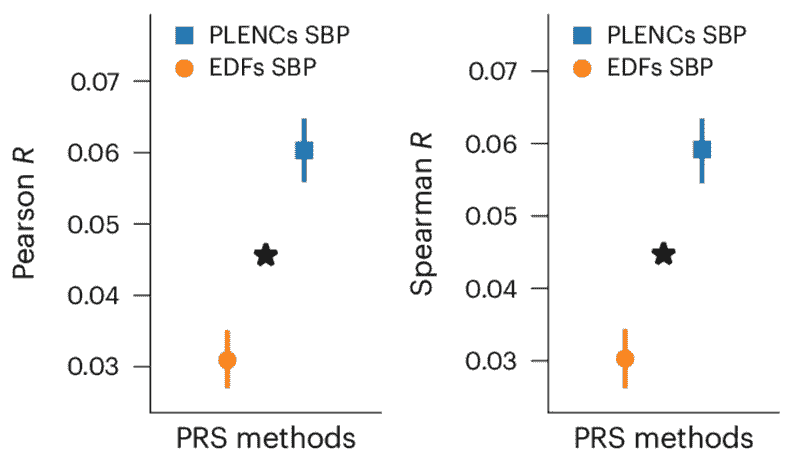 PLENCs SBP
EDFs SBP
0.07
0.06
0.05
0.04
0.03
Pearson R
PRS methods
PLENCs SBP
EDFs SBP
0.07
0.06
0.05
0.04
0.03
Spearman R
PRS methods